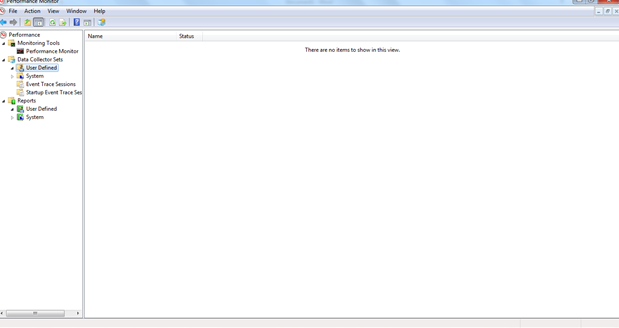 Performance Monitor
File Action View Window Help
Performance
Monitoring Tools
Performance Monitor
Data Collector Sets
User Defined
System
Event Trace Sessions
Startup Event Trace Ses
Reports
User Defined
System
Name Status
There are no items to show in this view.